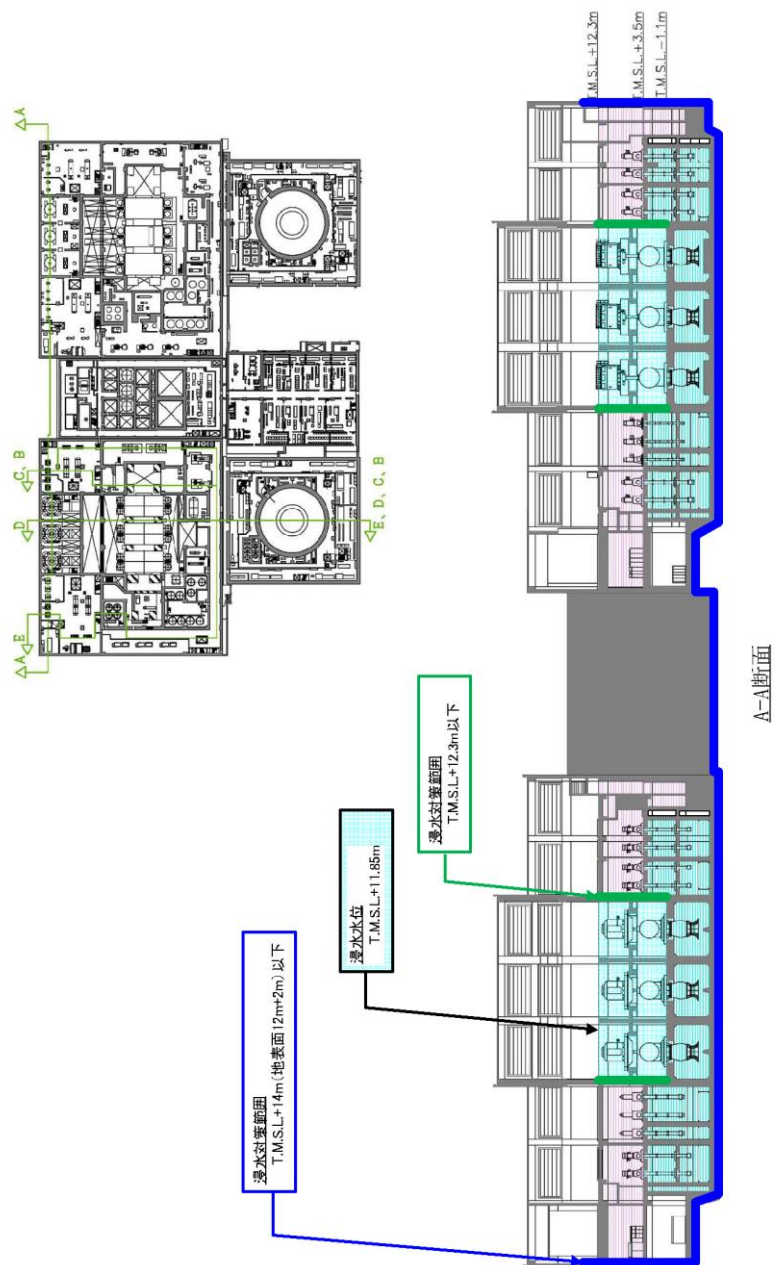 A
A
C、B
D
E
E、D、C、B
浸水対策範囲
T.M.S.L.+14m(地表面12m+2m)以下
浸水水位
T.M.S.L.+11.85m
浸水対策範囲
T.M.S.L.+12.3m以下
T.M.S.L.+12.3m
T.M.S.L.+3.5m
T.M.S.L.-1.1m
A-A断面